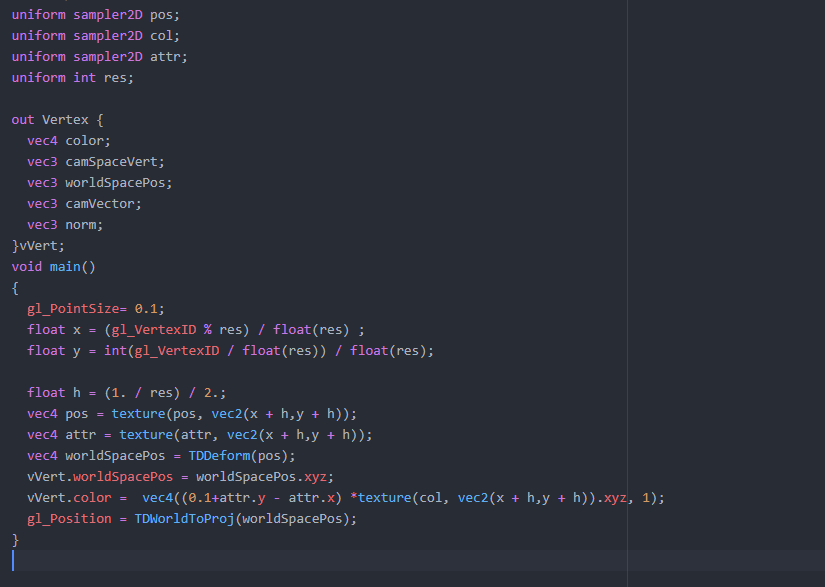 uniform sampler2D pos;
uniform sampler2D col;
uniform sampler2D attr;
uniform int res;

out Vertex {
  vec4 color;
  vec3 camSpaceVert;
  vec3 worldSpacePos;
  vec3 camVector;
  vec3 norm;
}vVert;
void main()
{
  gl_PointSize= 0.1;
  float x = (gl_VertexID % res) / float(res) ;
  float y = int(gl_VertexID / float(res)) / float(res);

  float h = (1. / res) / 2.;
  vec4 pos = texture(pos, vec2(x + h,y + h));
  vec4 attr = texture(attr, vec2(x + h,y + h));
  vec4 worldSpacePos = TDDeform(pos);
  vVert.worldSpacePos = worldSpacePos.xyz;
  vVert.color =  vec4((0.1+attr.y - attr.x) *texture(col, vec2(x + h,y + h)).xyz, 1);
  gl_Position = TDWorldToProj(worldSpacePos);
}